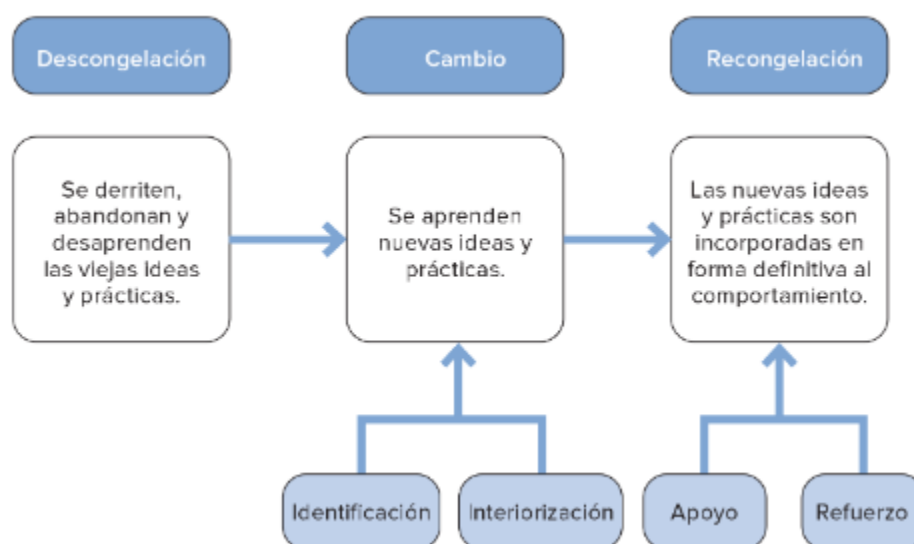 Descongelación
Cambio
Recongelación
Se derriten,
abandonan y
desaprenden
las viejas ideas
y prácticas.
Se aprenden
nuevas ideas y
prácticas.
Las nuevas ideas
y prácticas son
incorporadas en
forma definitiva al
comportamiento.
Identificación
Interiorización
Apoyo
Refuerzo